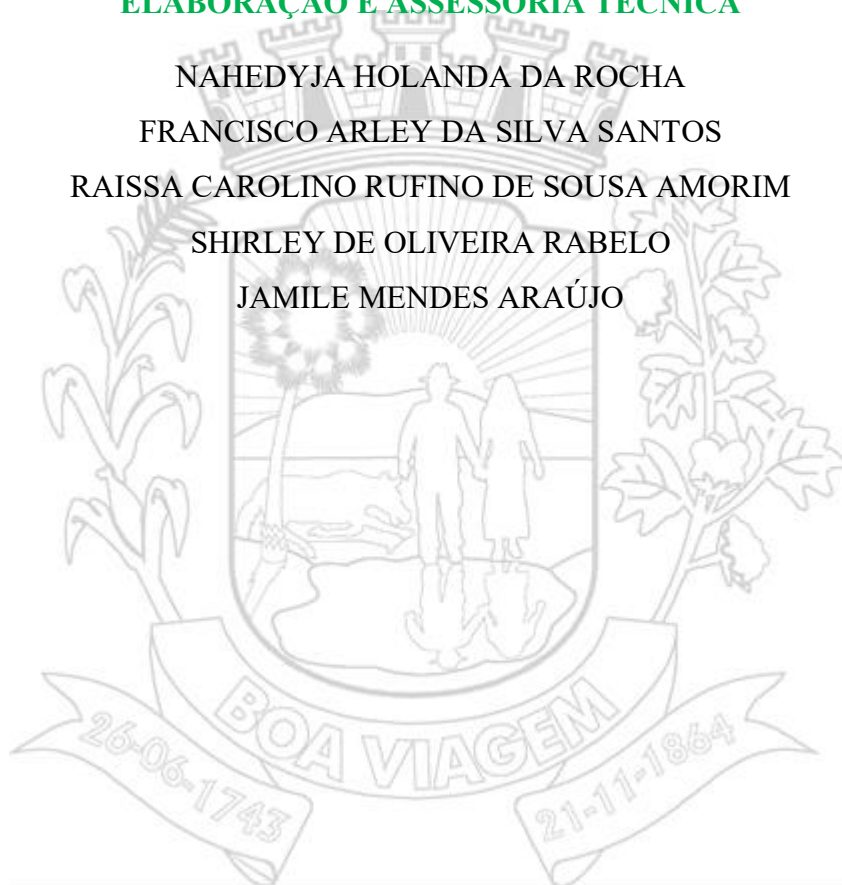 ELABORAÇÃO E ASSESSORIA TÉCNICA
NAHEDYJA HOLANDA DA ROCHA
FRANCISCO ARLEY DA SILVA SANTOS
RAISSA CAROLINO RUFINO DE SOUSA AMORIM
SHIRLEY DE OLIVEIRA RABELO
JAMILE MENDES ARAÚJO
BOA VIAGEM
26-06-1743
21-11-1864